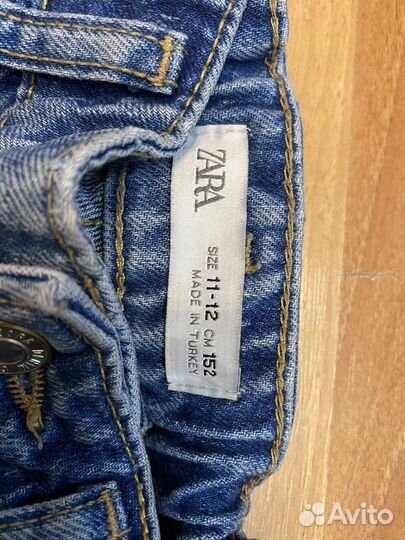 ZARA
SIZE 11-12 CM 152
MADE IN TURKEY
Avito